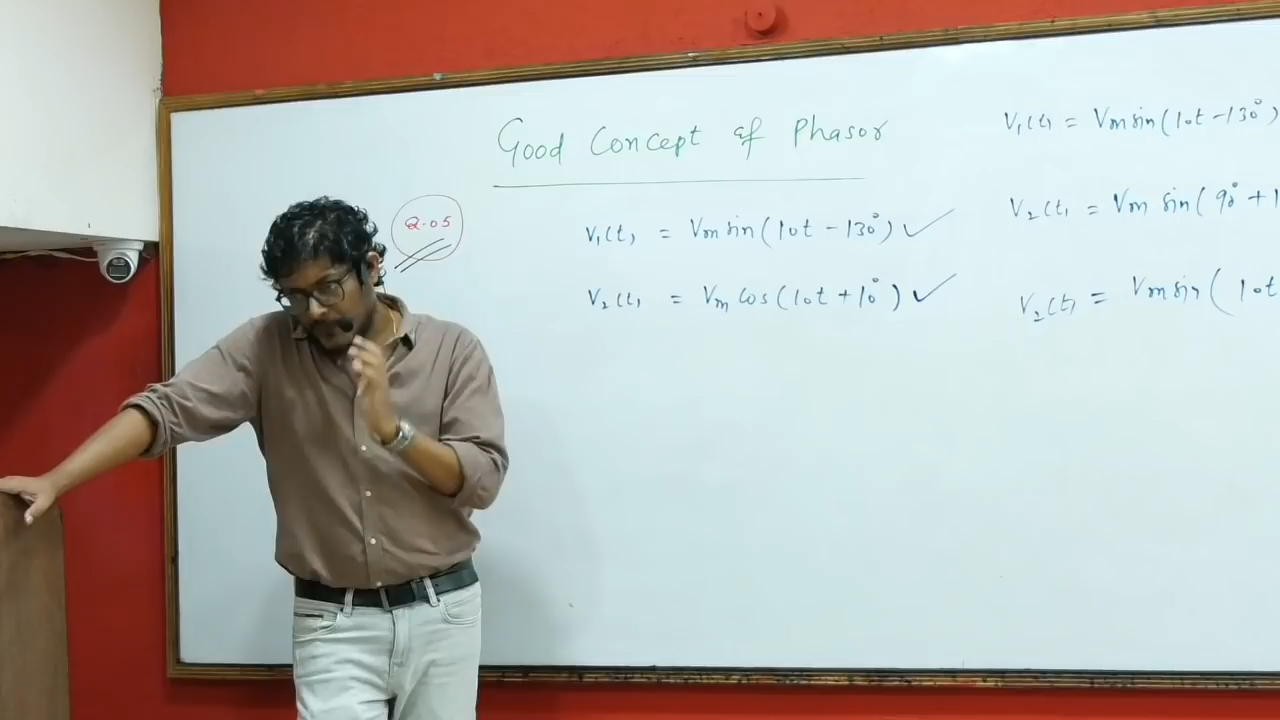 Good Concept of Phasor
Q.05
V₁(t) = Vm sin(10t - 130°) ✓
V₂(t) = Vm cos(10t + 10°) ✓
V₁(t) = Vm sin(10t - 130°)
V₂(t) = Vm sin(90° + 1
V₂(t) = Vm sin(10t